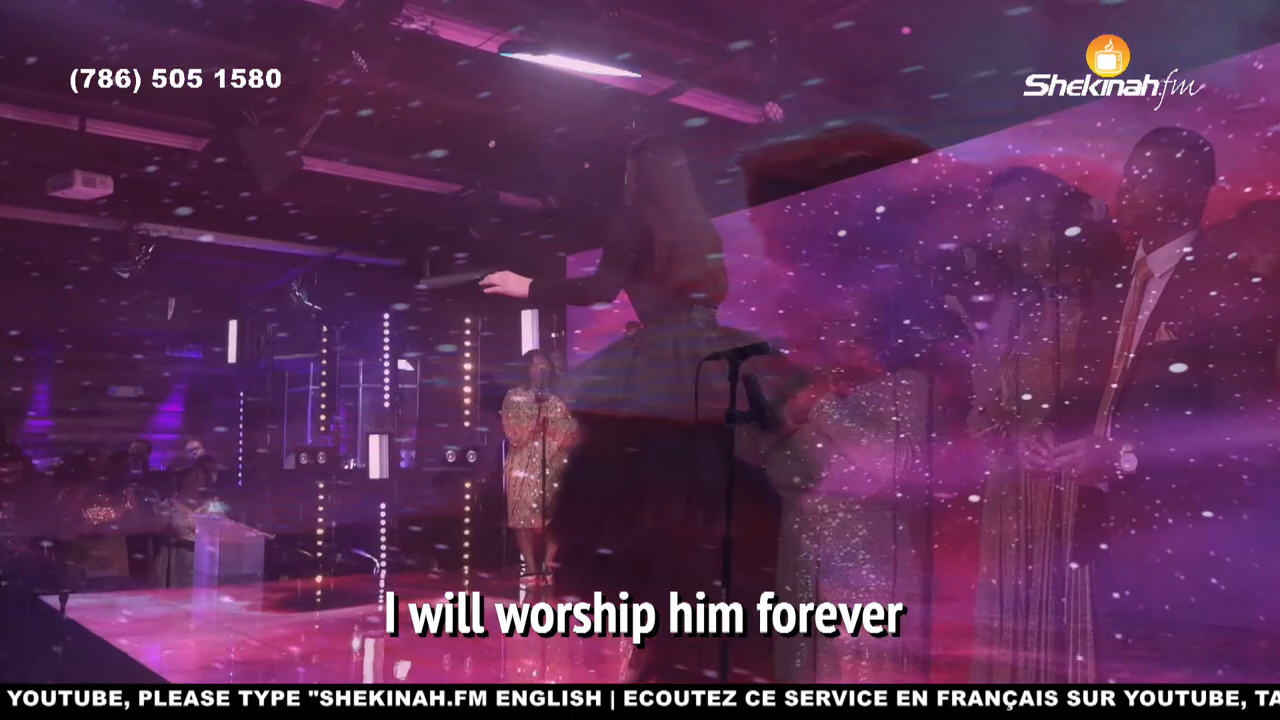 (786) 505 1580
Shekinah.fm
I will worship him forever
YOUTUBE, PLEASE TYPE "SHEKINAH.FM ENGLISH | ECOUTEZ CE SERVICE EN FRANÇAIS SUR YOUTUBE, TA